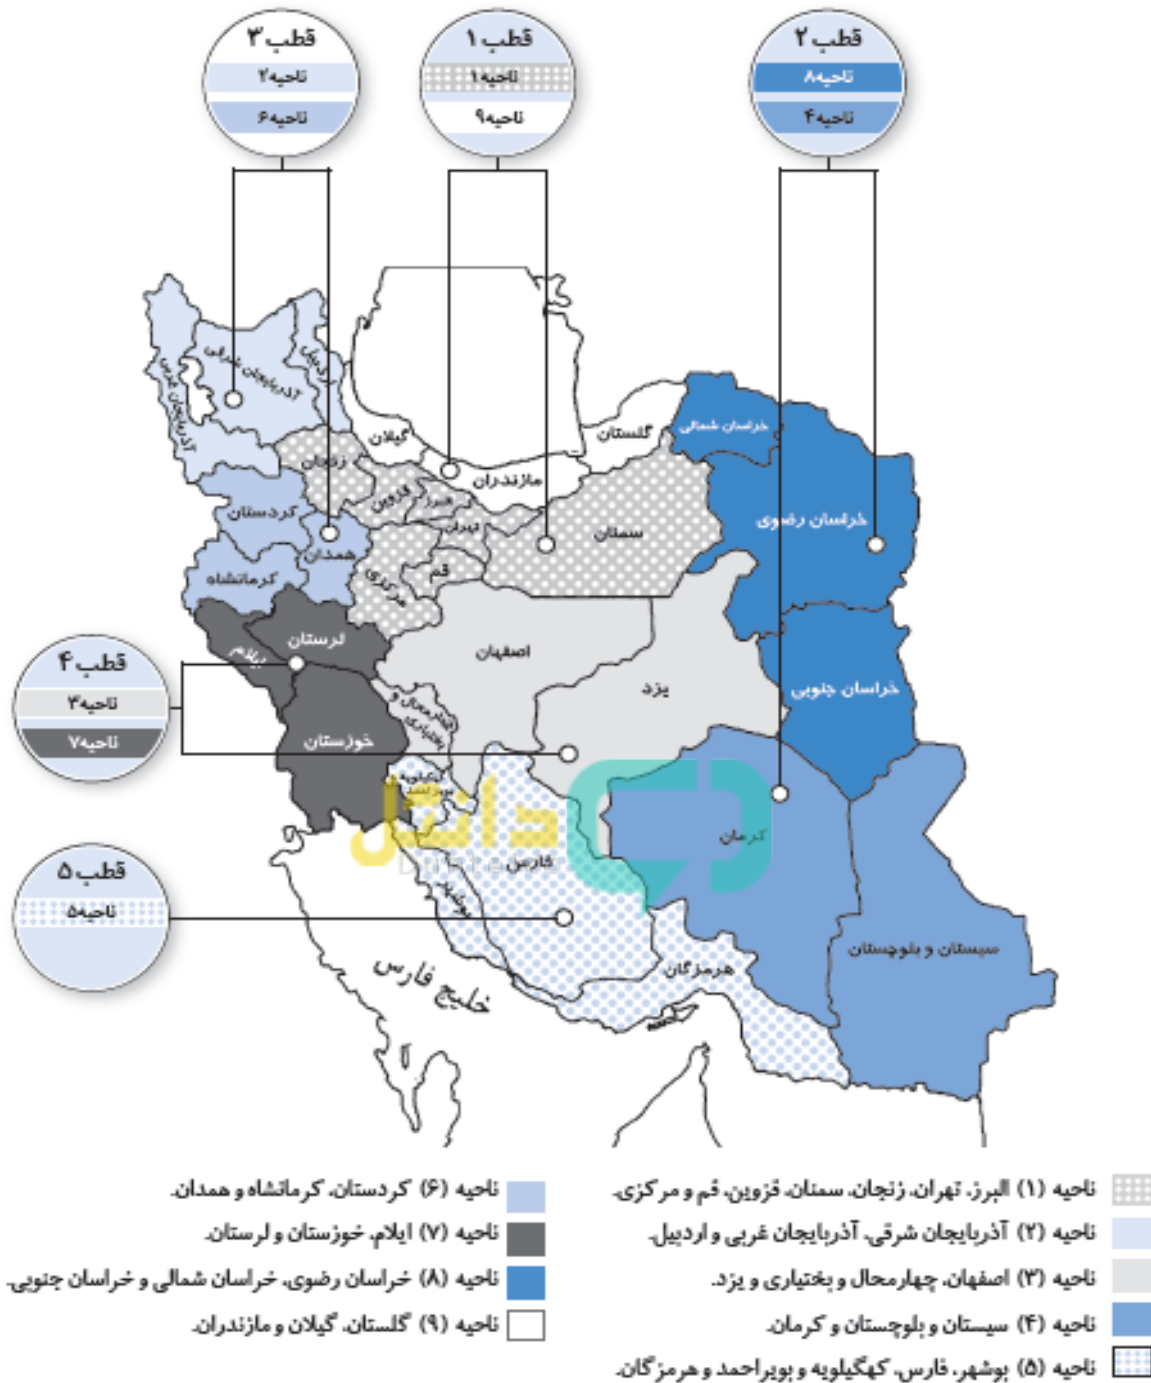 قطب ۳
ناحیه۲
ناحیه۶
قطب ۱
ناحیه۱
ناحیه۹
قطب ۲
ناحیه۸
ناحیه۴
آذربایجان غربی
آذربایجان شرقی
اردبیل
گیلان
مازندران
گلستان
خراسان شمالی
زنجان
قزوین
البرز
تهران
سمنان
خراسان رضوی
کردستان
همدان
کرمانشاه
مرکزی
قم
ایلام
لرستان
اصفهان
یزد
خراسان جنوبی
قطب ۴
ناحیه۳
ناحیه۷
خوزستان
چهارمحال و
بختیاری
کهگیلویه و
بویراحمد
دانتل
کرمان
فارس
بوشهر
قطب ۵
ناحیه۵
سیستان و بلوچستان
هرمزگان
خلیج فارس
ناحیه (۱) البرز، تهران، زنجان، سمنان، قزوین، قم و مرکزی.
ناحیه (۲) آذربایجان شرقی، آذربایجان غربی و اردبیل.
ناحیه (۳) اصفهان، چهارمحال و بختیاری و یزد.
ناحیه (۴) سیستان و بلوچستان و کرمان.
ناحیه (۵) بوشهر، فارس، کهگیلویه و بویراحمد و هرمزگان.
ناحیه (۶) کردستان، کرمانشاه و همدان.
ناحیه (۷) ایلام، خوزستان و لرستان.
ناحیه (۸) خراسان رضوی، خراسان شمالی و خراسان جنوبی.
ناحیه (۹) گلستان، گیلان و مازندران.